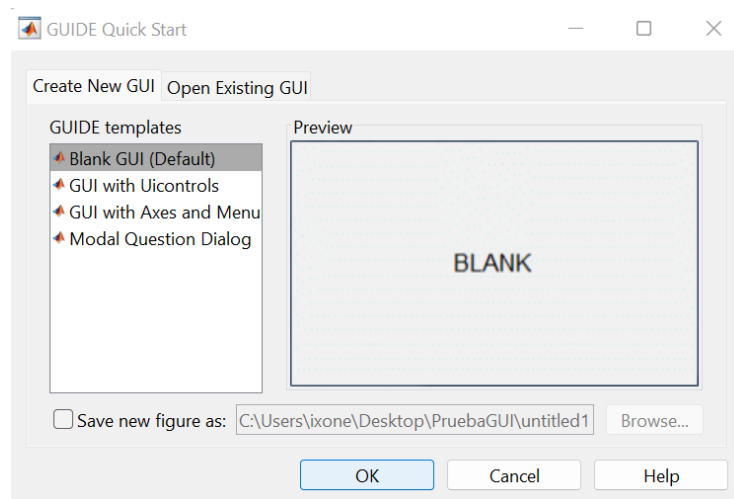 GUIDE Quick Start
Create New GUI Open Existing GUI
GUIDE templates
Preview
Blank GUI (Default)
GUI with Uicontrols
GUI with Axes and Menu
Modal Question Dialog
BLANK
Save new figure as: C:\Users\ixone\Desktop\PruebaGUI\untitled1 Browse...
OK Cancel Help